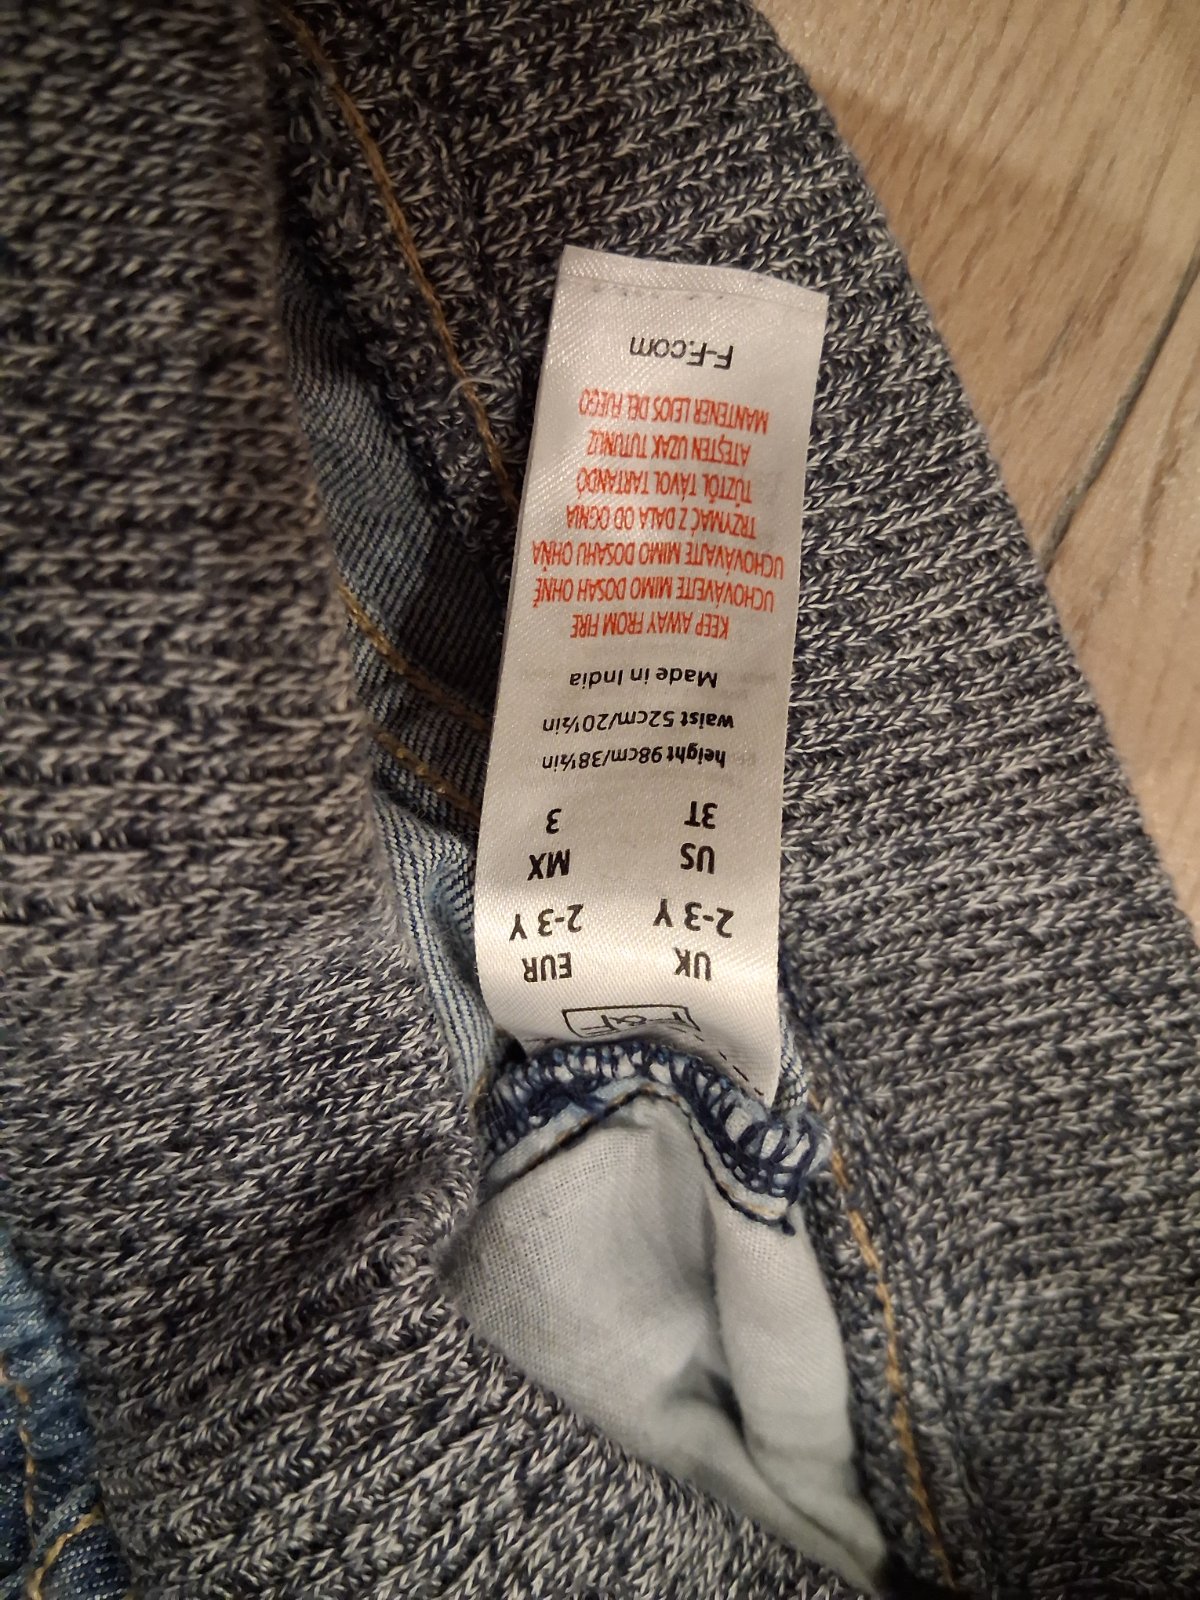 F&F
UK EUR
2-3 Y 2-3 Y
US MX
3T 3
height 98cm/38½in
waist 52cm/20½in
Made in India
KEEP AWAY FROM FIRE
UCHOVÁVEJTE MIMO DOSAH OHNĚ
UCHOVÁVAJTE MIMO DOSAHU OHŇA
TRZYMAĆ Z DALA OD OGNIA
TŰZTŐL TÁVOL TARTANDÓ
ATEŞTEN UZAK TUTUNUZ
MANTENER LEJOS DEL FUEGO
F-F.com